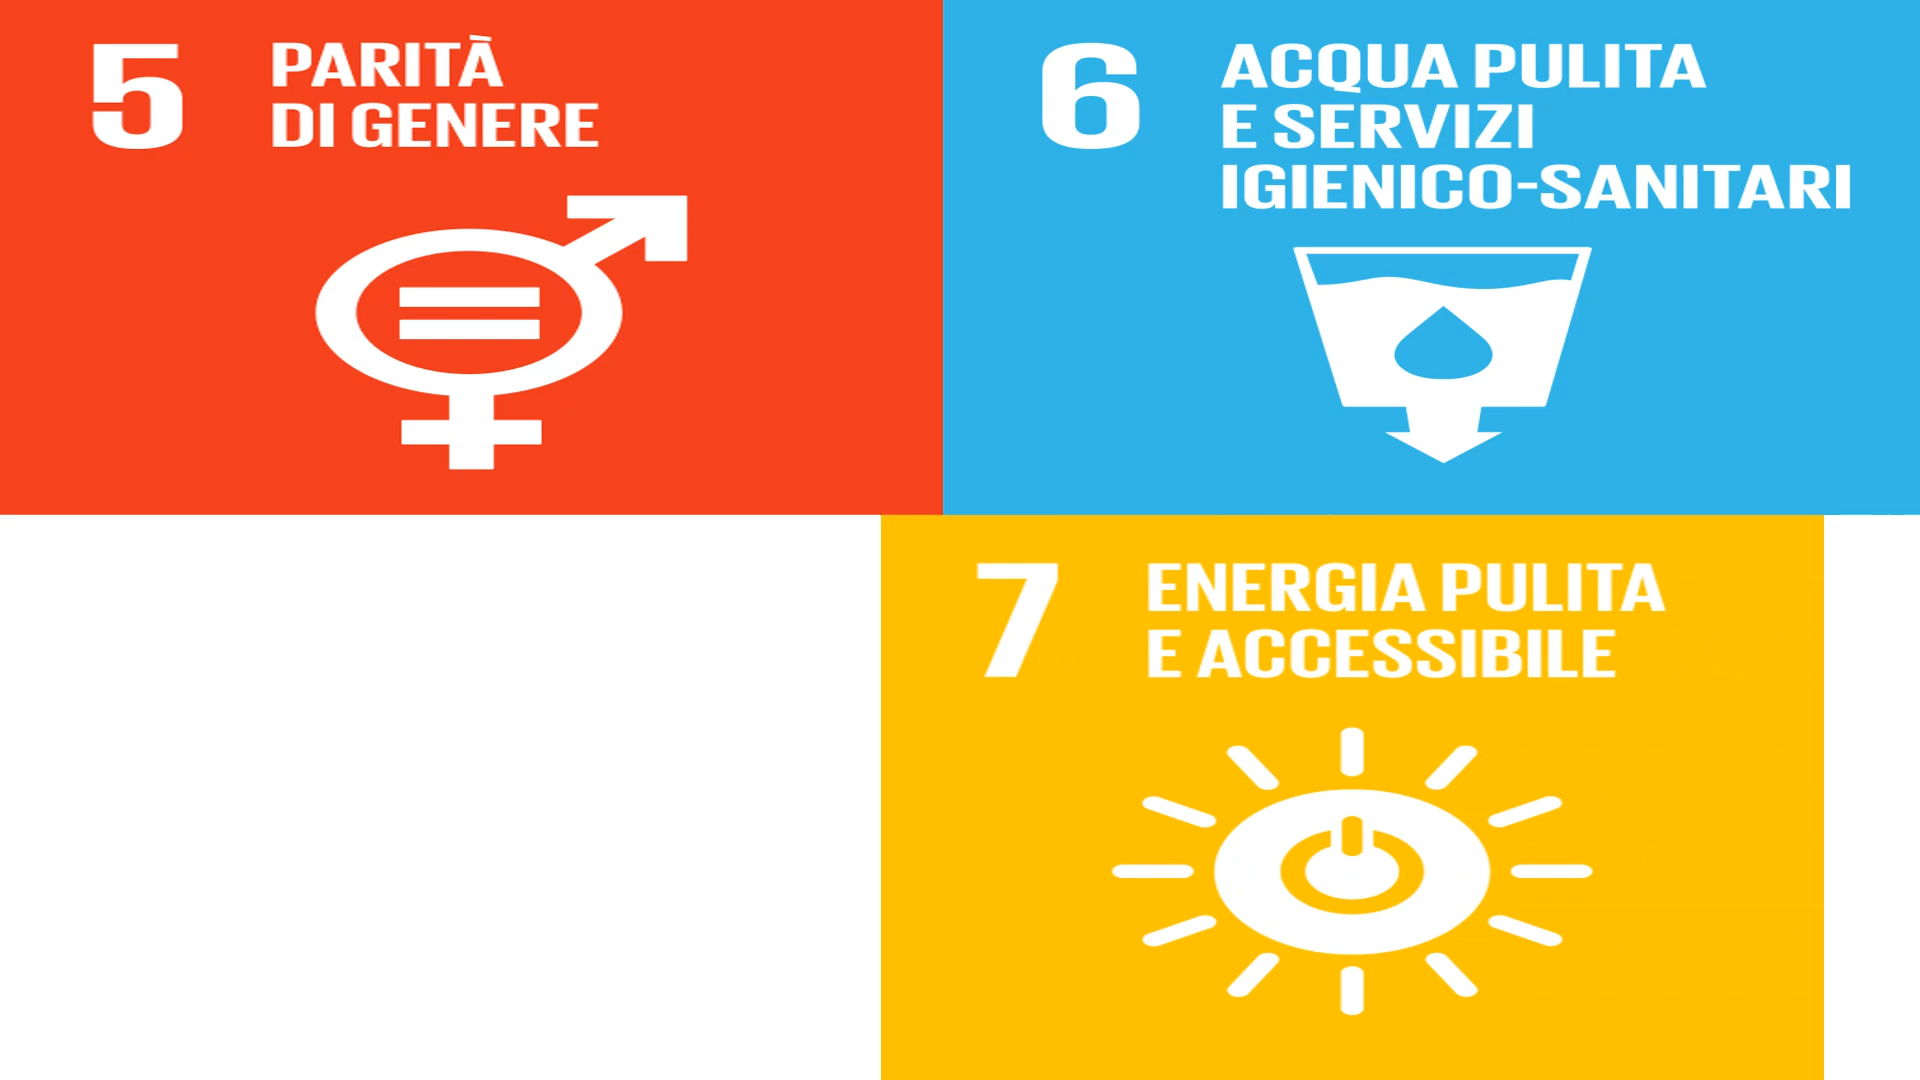 5
PARITÀ
DI GENERE
6
ACQUA PULITA
E SERVIZI
IGIENICO-SANITARI
7
ENERGIA PULITA
E ACCESSIBILE